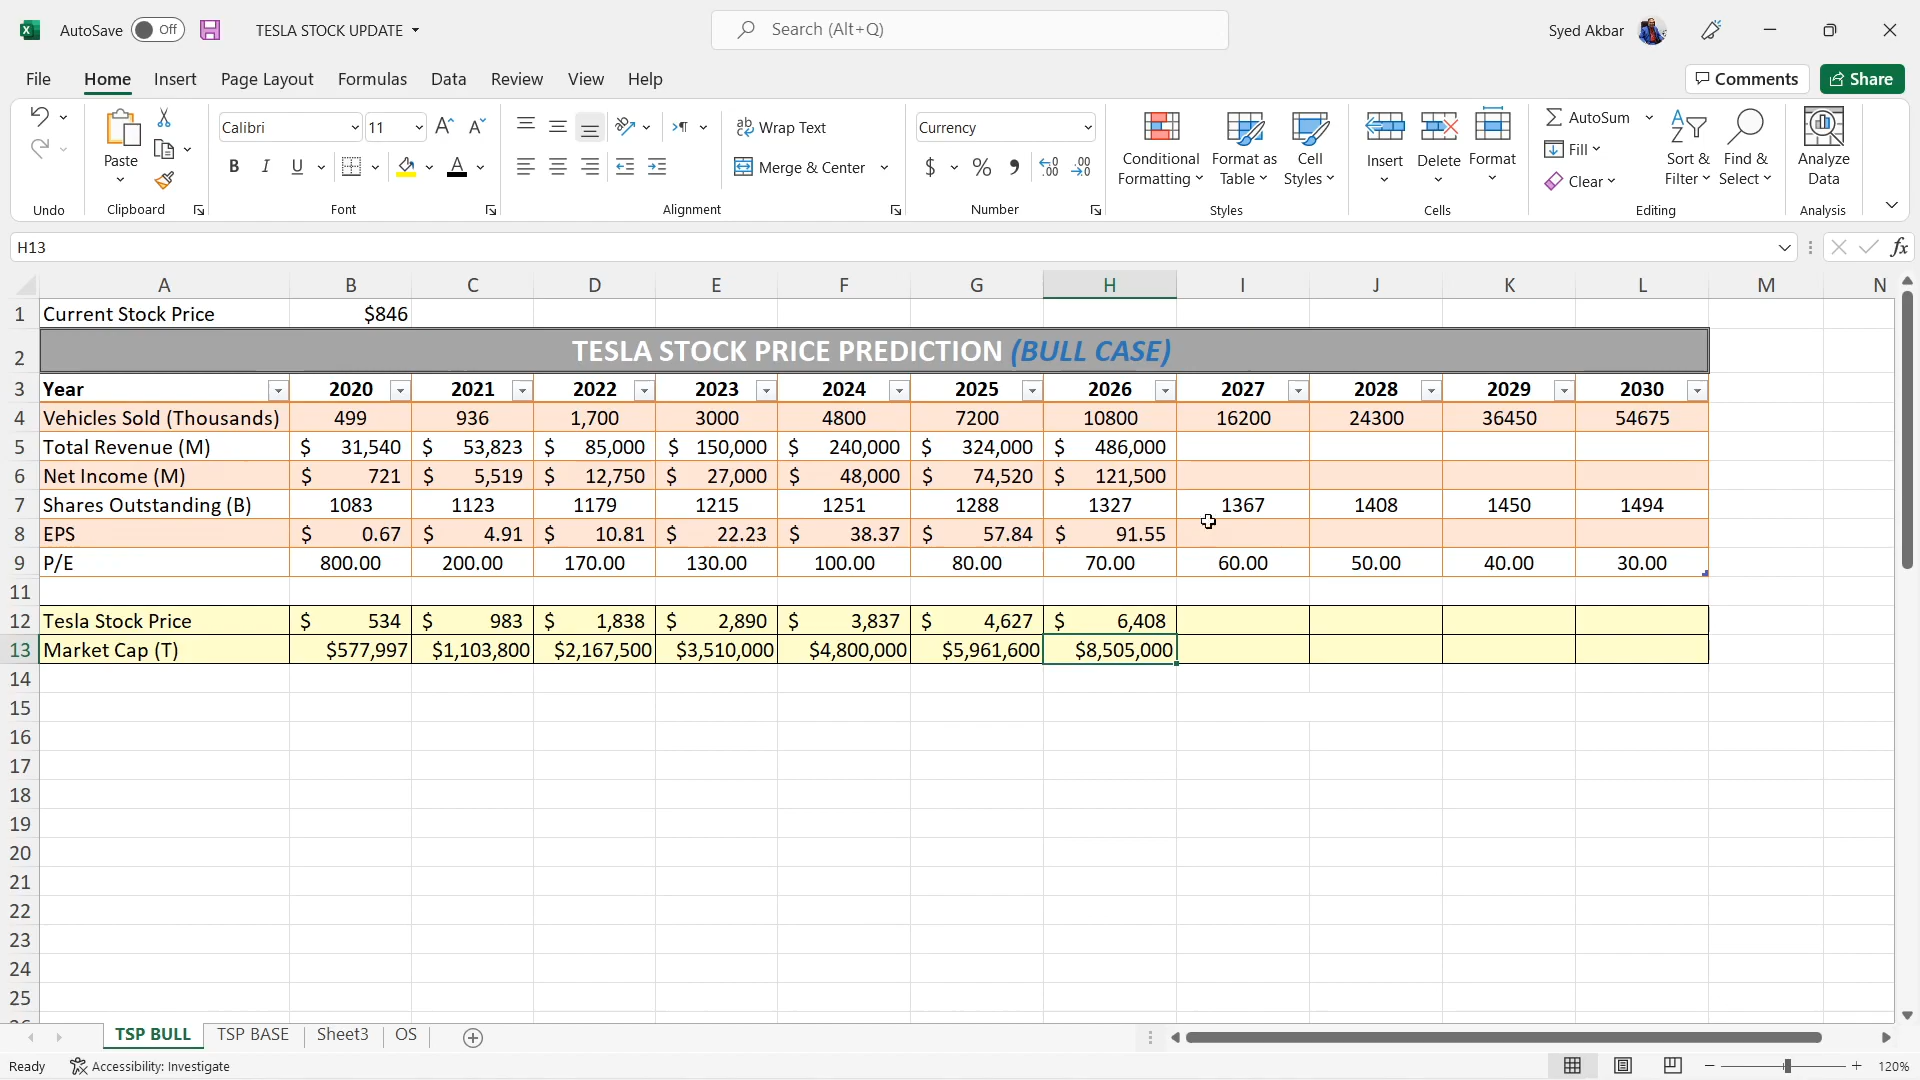 AutoSave Off TESLA STOCK UPDATE Search (Alt+Q) Syed Akbar
File Home Insert Page Layout Formulas Data Review View Help Comments Share
Paste Calibri 11 Wrap Text Merge & Center Currency $ % Conditional Formatting Format as Table Cell Styles Insert Delete Format AutoSum Fill Clear Sort & Filter Find & Select Analyze Data
Undo Clipboard Font Alignment Number Styles Cells Editing Analysis
H13 fx
A B C D E F G H I J K L M N
1 Current Stock Price $846
2 TESLA STOCK PRICE PREDICTION (BULL CASE)
3 Year 2020 2021 2022 2023 2024 2025 2026 2027 2028 2029 2030
4 Vehicles Sold (Thousands) 499 936 1,700 3000 4800 7200 10800 16200 24300 36450 54675
5 Total Revenue (M) $ 31,540 $ 53,823 $ 85,000 $ 150,000 $ 240,000 $ 324,000 $ 486,000
6 Net Income (M) $ 721 $ 5,519 $ 12,750 $ 27,000 $ 48,000 $ 74,520 $ 121,500
7 Shares Outstanding (B) 1083 1123 1179 1215 1251 1288 1327 1367 1408 1450 1494
8 EPS $ 0.67 $ 4.91 $ 10.81 $ 22.23 $ 38.37 $ 57.84 $ 91.55
9 P/E 800.00 200.00 170.00 130.00 100.00 80.00 70.00 60.00 50.00 40.00 30.00
11
12 Tesla Stock Price $ 534 $ 983 $ 1,838 $ 2,890 $ 3,837 $ 4,627 $ 6,408
13 Market Cap (T) $577,997 $1,103,800 $2,167,500 $3,510,000 $4,800,000 $5,961,600 $8,505,000
14
15
16
17
18
19
20
21
22
23
24
25
TSP BULL TSP BASE Sheet3 OS
Ready Accessibility: Investigate 120%